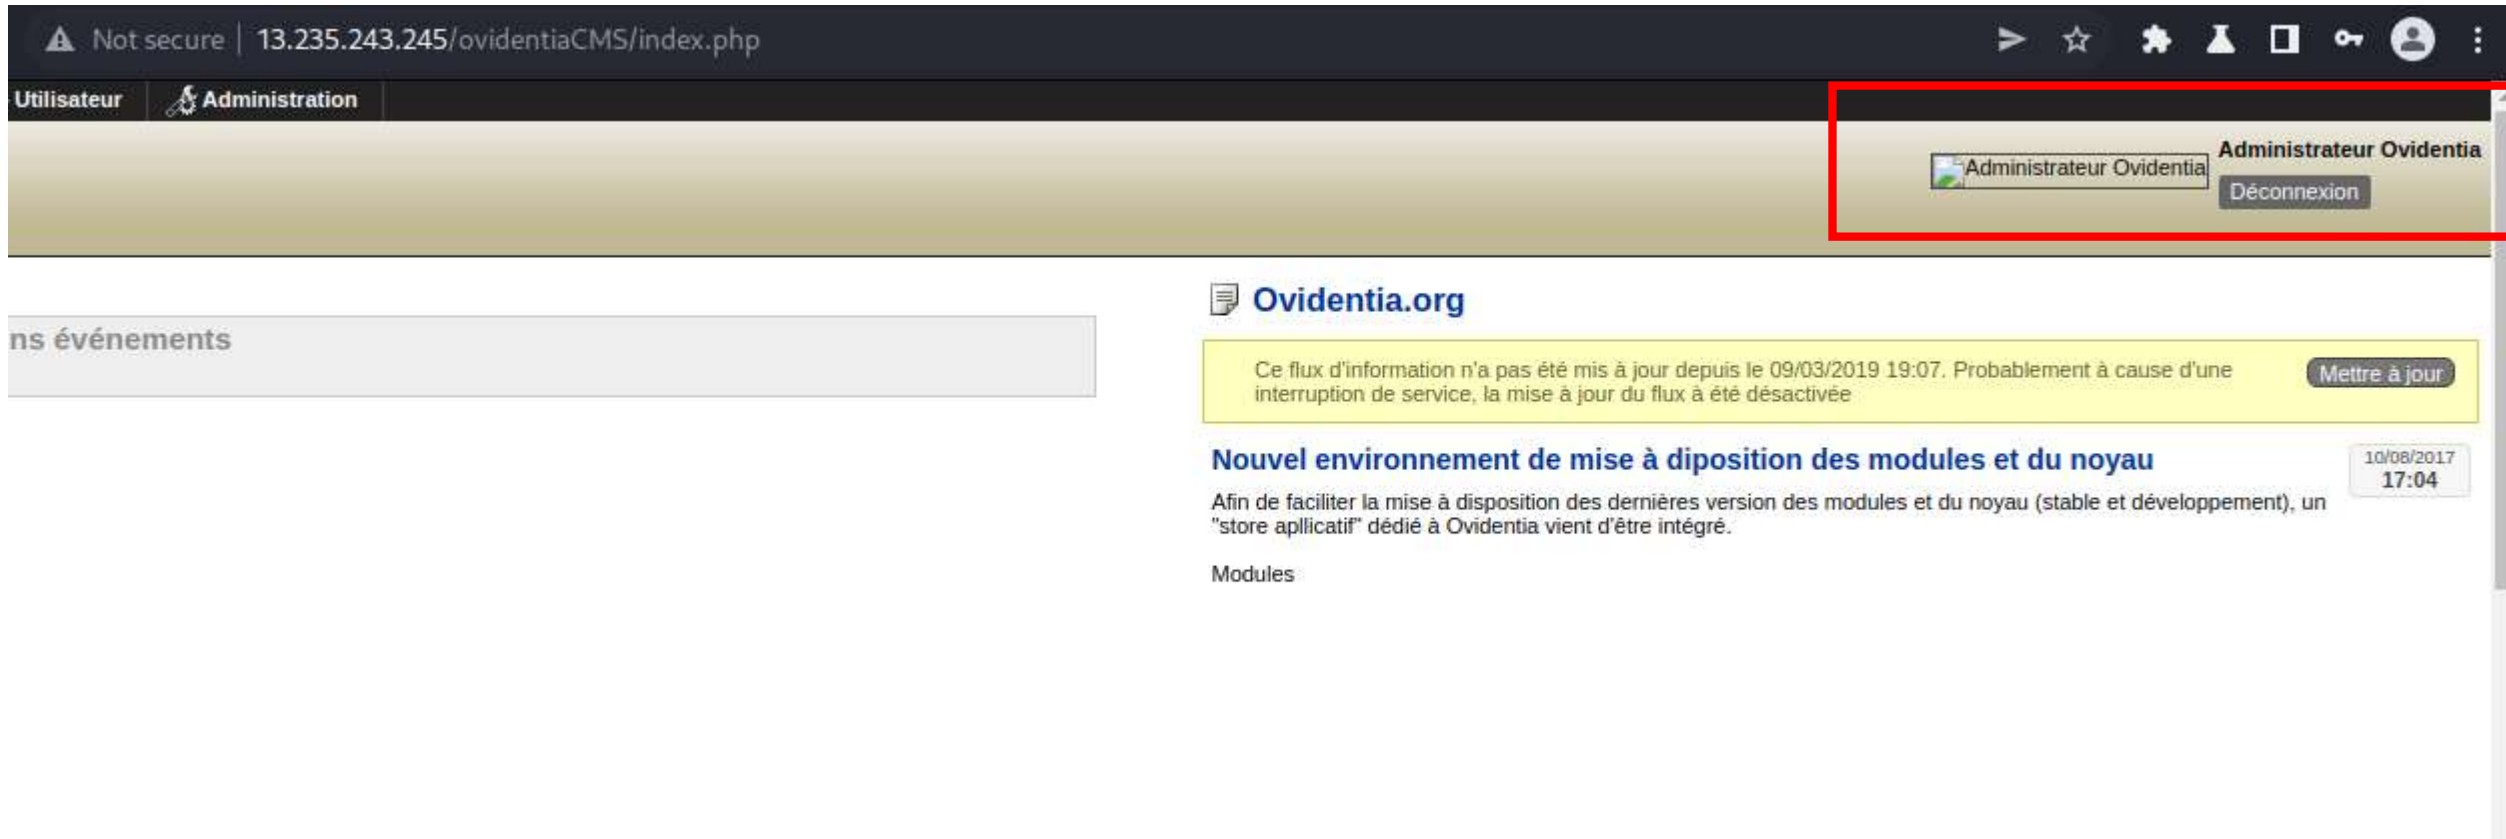 Not secure | 13.235.243.245/ovidentiaCMS/index.php
Utilisateur Administration
Administrateur Ovidentia
Administrateur Ovidentia
Déconnexion
Ovidentia.org
ns événements
Ce flux d'information n'a pas été mis à jour depuis le 09/03/2019 19:07. Probablement à cause d'une
interruption de service, la mise à jour du flux à été désactivée
Mettre à jour
Nouvel environnement de mise à diposition des modules et du noyau
10/08/2017
17:04
Afin de faciliter la mise à disposition des dernières version des modules et du noyau (stable et développement), un
"store apllicatif" dédié à Ovidentia vient d'être intégré.
Modules